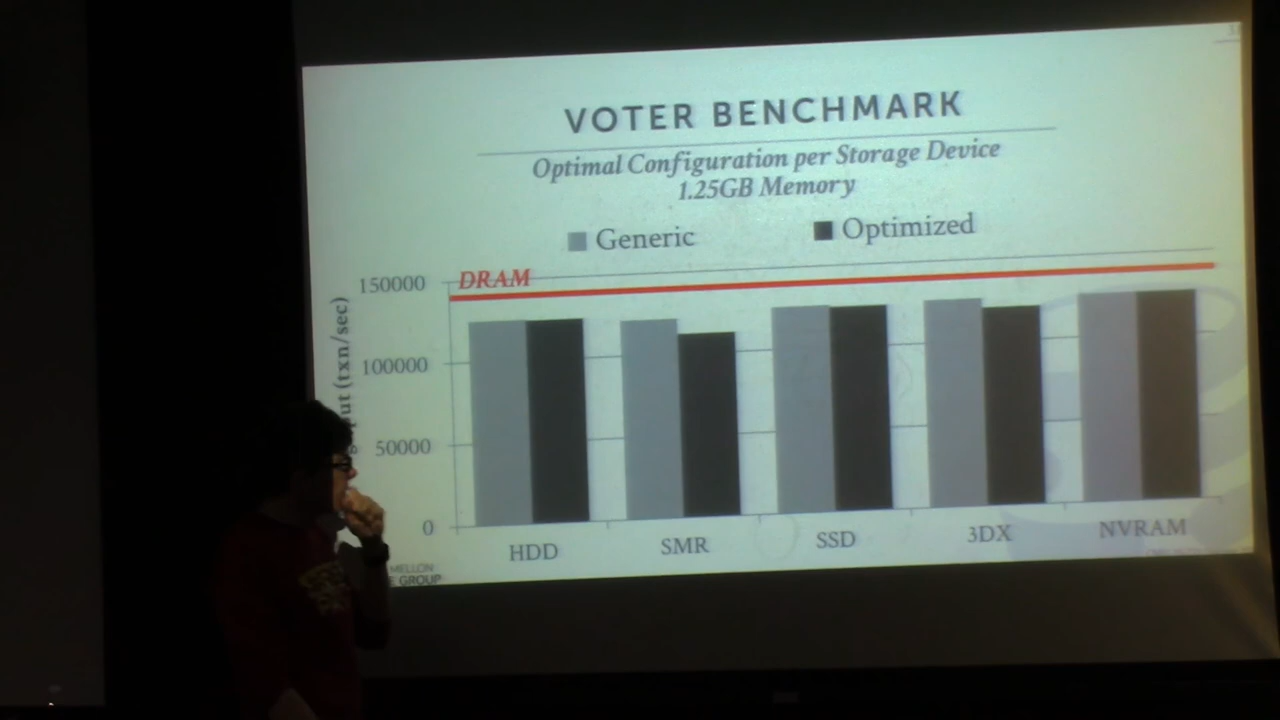 VOTER BENCHMARK
Optimal Configuration per Storage Device
1.25GB Memory
Generic Optimized
DRAM
150000
100000
50000
0
(txn/sec)
HDD SMR SSD 3DX NVRAM
MELLON
GROUP